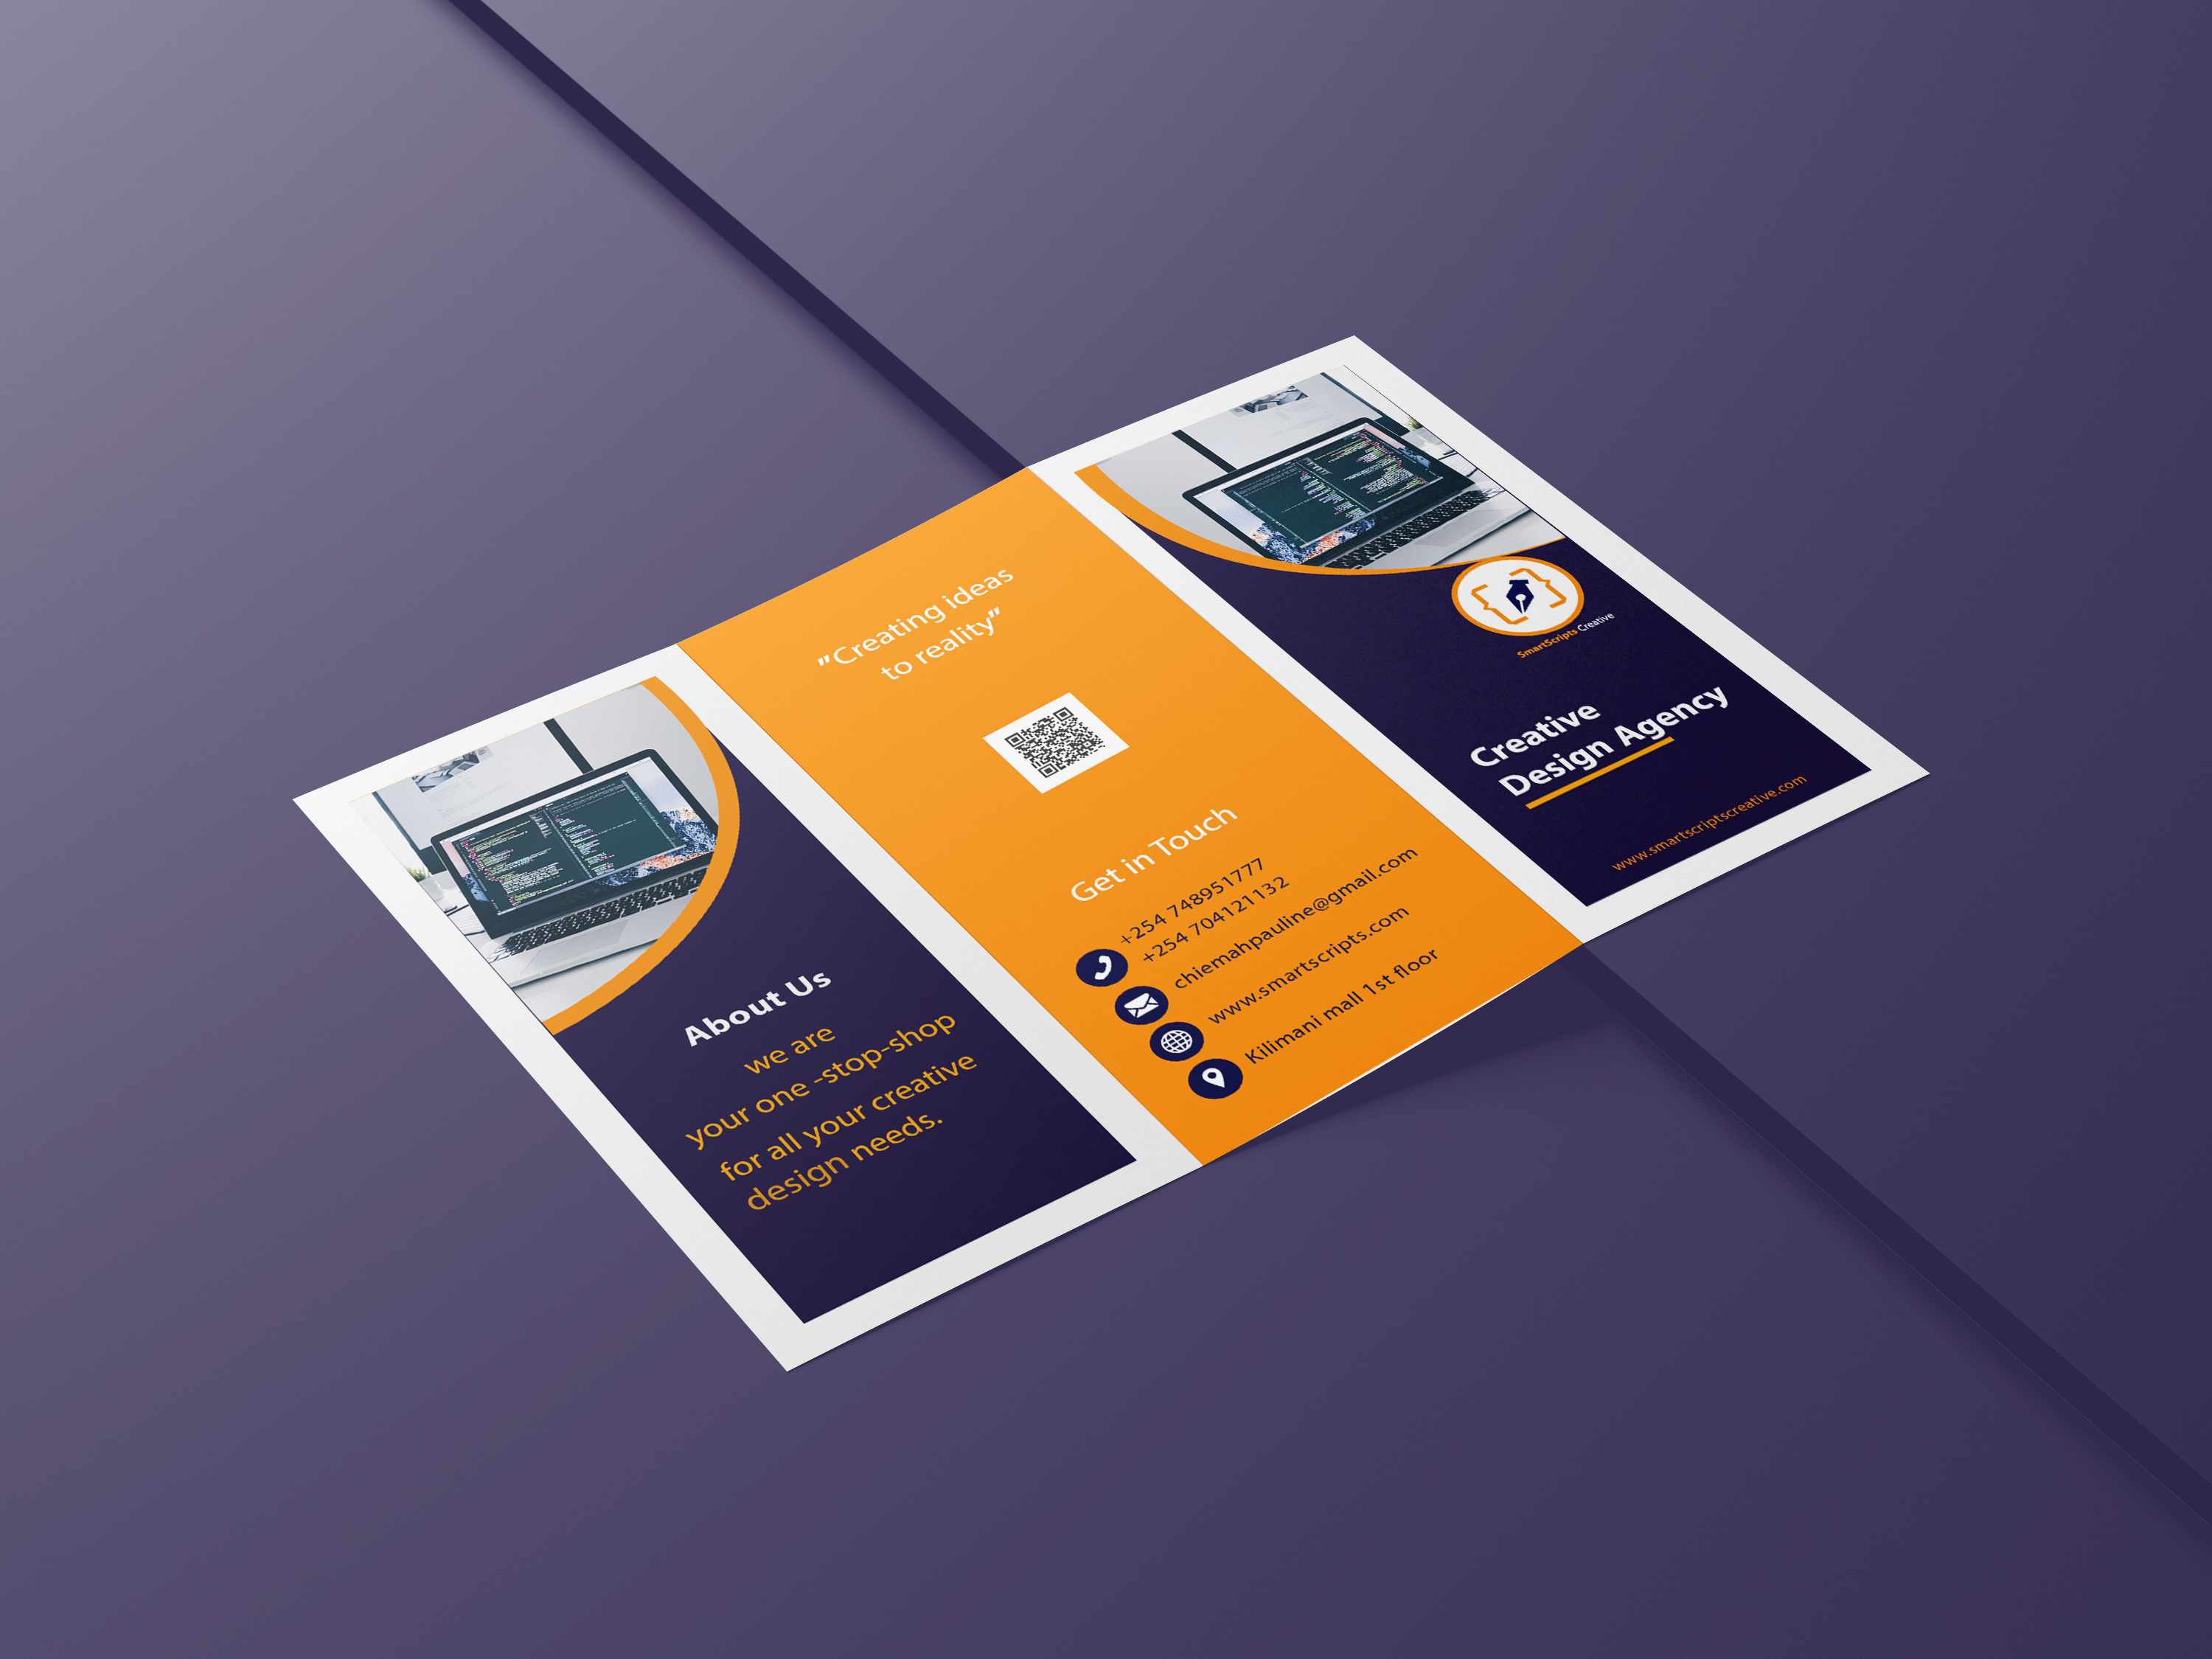 About Us
we are
your one -stop-shop
for all your creative
design needs.
"Creating ideas
to reality"
Get in Touch
+254 748951777
+254 704121132
chiemahpauline@gmail.com
www.smartscripts.com
Kilimani mall 1st floor
SmartScripts Creative
Creative
Design Agency
www.smartscriptscreative.com